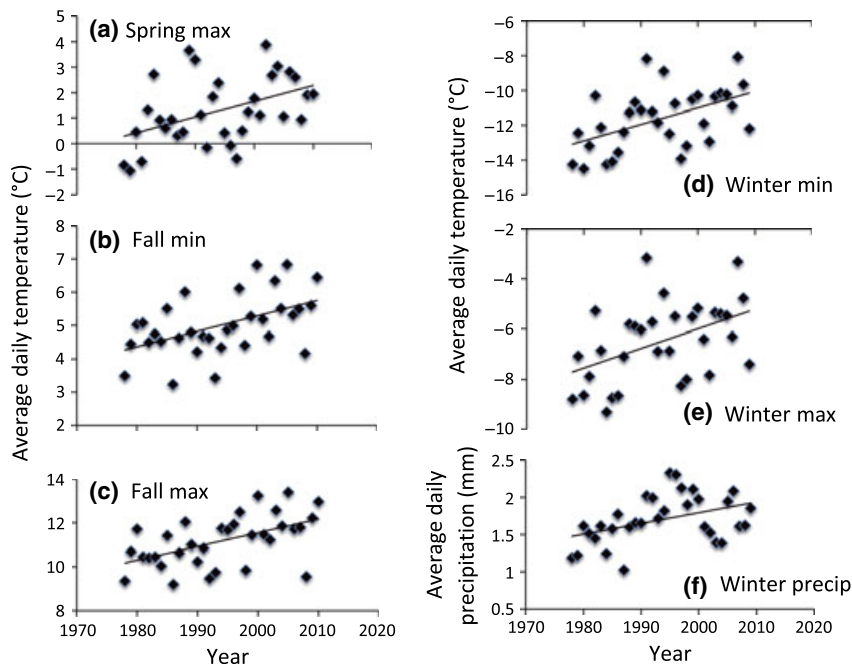 Average daily temperature (°C)
(a) Spring max
5
4
3
2
1
0
–1
–2
(b) Fall min
8
7
6
5
4
3
2
(c) Fall max
14
12
10
8
1970 1980 1990 2000 2010 2020
Year
Average daily temperature (°C)
–6
–8
–10
–12
–14
–16
(d) Winter min
–2
–4
–6
–8
–10
(e) Winter max
Average daily
precipitation (mm)
2.5
2
1.5
1
0.5
(f) Winter precip
1970 1980 1990 2000 2010 2020
Year